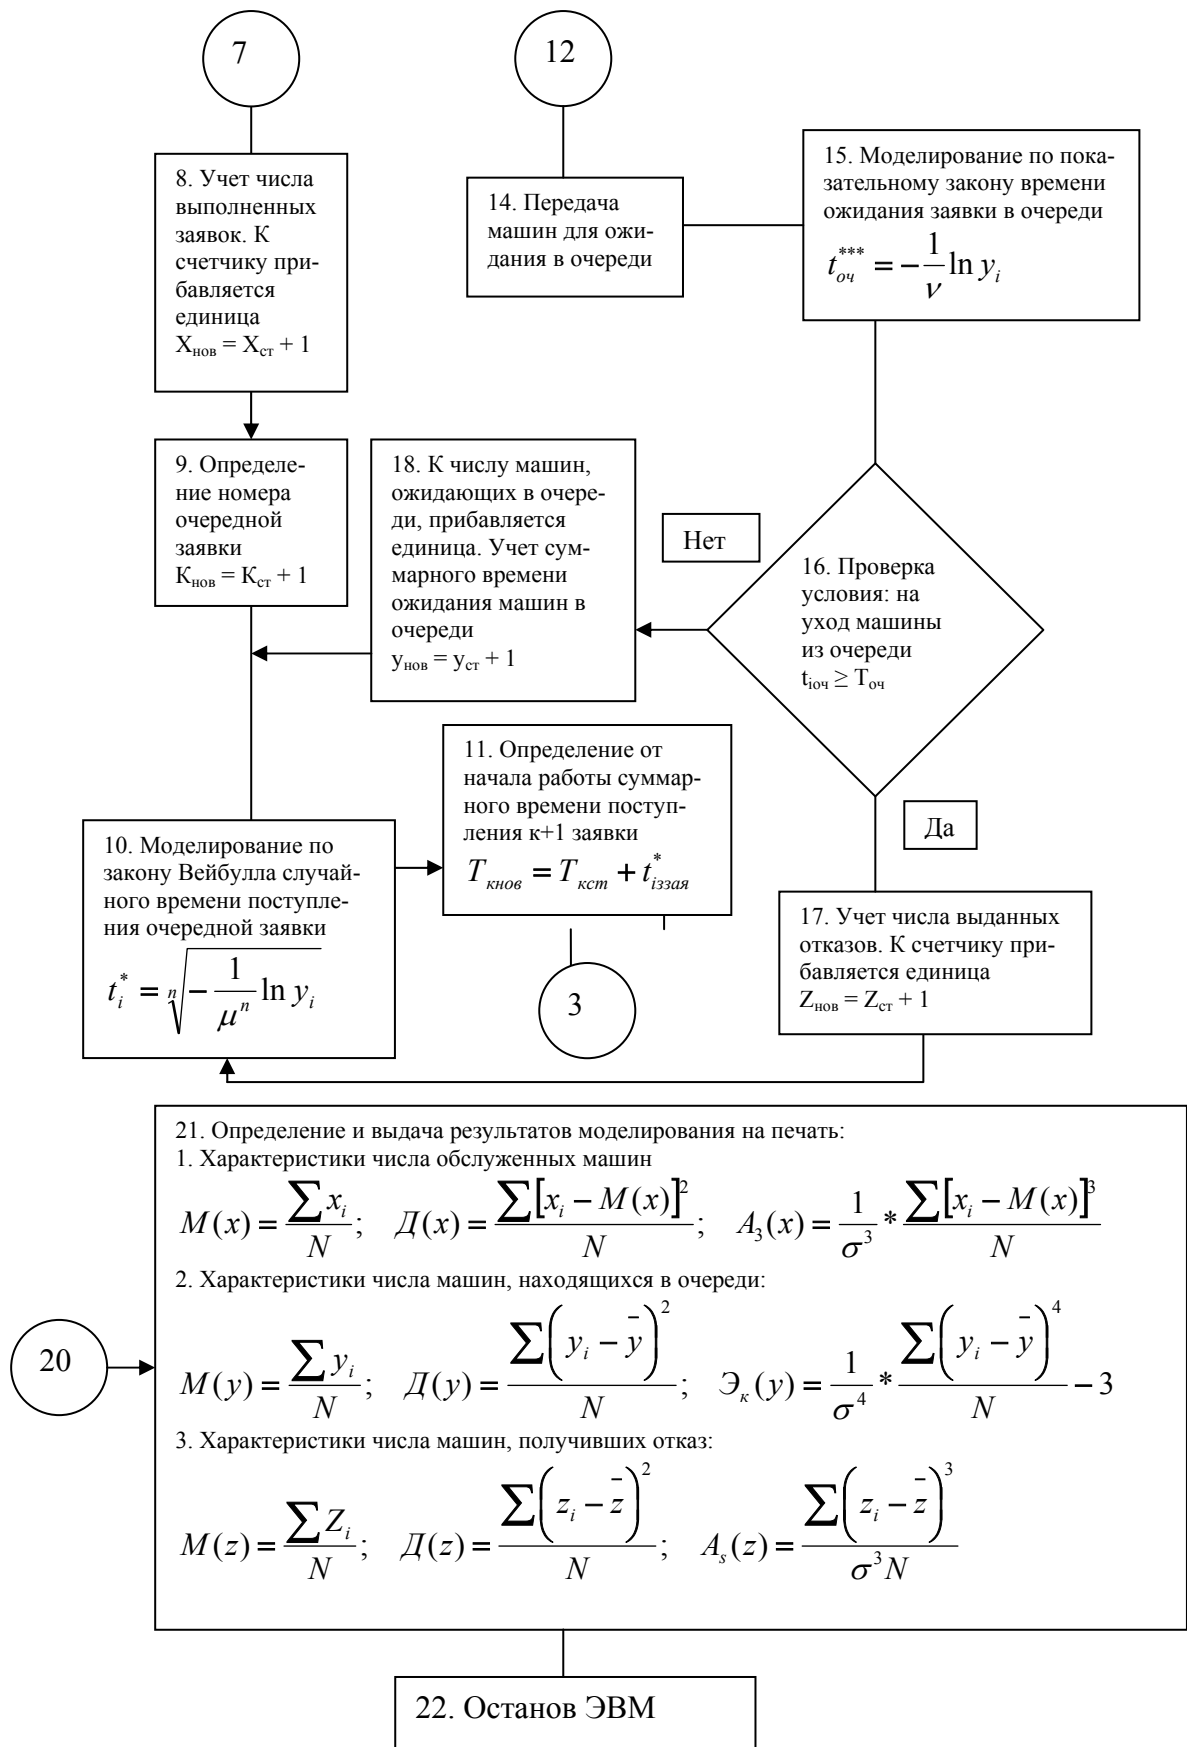 7
12
8. Учет числа
выполненных
заявок. К
счетчику при-
бавляется
единица
Xнов = Xст + 1
14. Передача
машин для ожи-
дания в очереди
15. Моделирование по пока-
зательному закону времени
ожидания заявки в очереди
t***оч = −1/ν ln yi
9. Определе-
ние номера
очередной
заявки
Кнов = Кст + 1
18. К числу машин,
ожидающих в очере-
ди, прибавляется
единица. Учет сум-
марного времени
ожидания машин в
очереди
yнов = yст + 1
Нет
16. Проверка
условия: на
уход машины
из очереди
tiоч ≥ Tоч
11. Определение от
начала работы суммар-
ного времени поступ-
ления к+1 заявки
Tкнов = Tкст + t*iззая
Да
10. Моделирование по
закону Вейбулла случай-
ного времени поступле-
ния очередной заявки
t*i = ⁿ√(−1/μⁿ ln yi)
17. Учет числа выданных
отказов. К счетчику при-
бавляется единица
Zнов = Zст + 1
3
21. Определение и выдача результатов моделирования на печать:
1. Характеристики числа обслуженных машин
M(x) = ∑xi/N; Д(x) = ∑[xi − M(x)]²/N; A₃(x) = 1/σ³ * ∑[xi − M(x)]³/N
2. Характеристики числа машин, находящихся в очереди:
20
M(y) = ∑yi/N; Д(y) = ∑(yi − y̅)²/N; Эк(y) = 1/σ⁴ * ∑(yi − y̅)⁴/N − 3
3. Характеристики числа машин, получивших отказ:
M(z) = ∑Zi/N; Д(z) = ∑(zi − z̅)²/N; As(z) = ∑(zi − z̅)³/σ³N
22. Останов ЭВМ